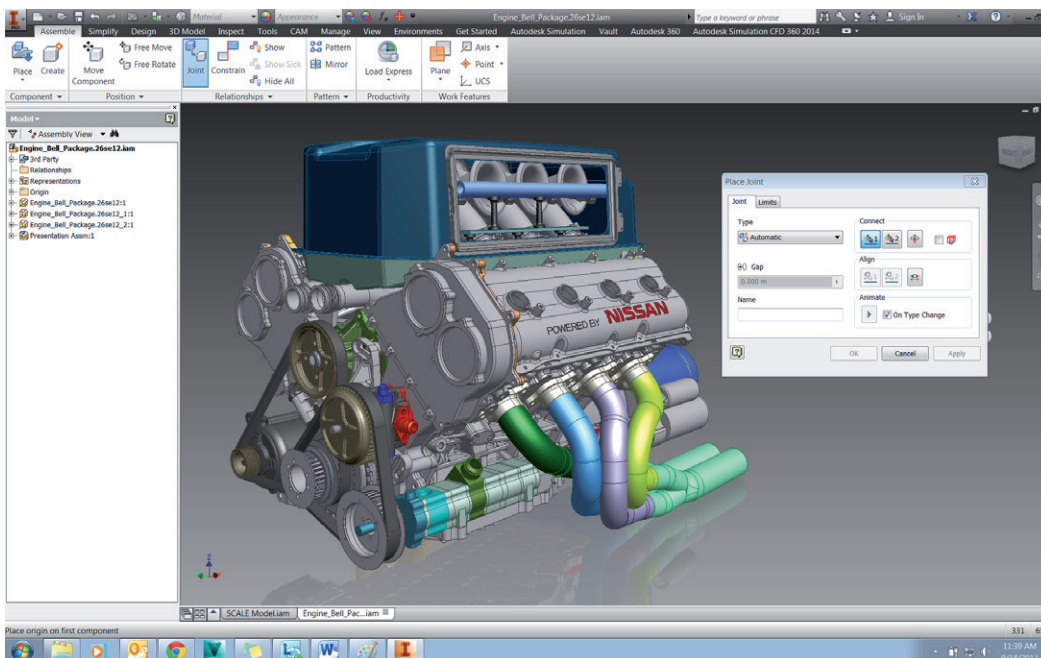 Material
Appearance
Engine_Bell_Package.26se12.iam
Type a keyword or phrase
Sign In
Assemble Simplify Design 3D Model Inspect Tools CAM Manage View Environments Get Started Autodesk Simulation Vault Autodesk 360 Autodesk Simulation CFD 360 2014
Place Create Move Component Free Move Free Rotate Joint Constrain Show Show Sick Hide All Pattern Mirror Load Express Plane Axis Point UCS
Component Position Relationships Pattern Productivity Work Features
Model
Assembly View
Engine_Bell_Package.26se12.iam
3rd Party
Relationships
Representations
Origin
Engine_Bell_Package.26se12:1
Engine_Bell_Package.26se12_1:1
Engine_Bell_Package.26se12_2:1
Presentation Assm:1
POWERED BY NISSAN
FRONT
Place Joint
Joint Limits
Type Connect
Automatic 1 2
Gap Align
0.000 m 1 2
Name Animate
On Type Change
OK Cancel Apply
z
SCALE Model.iam Engine_Bell_Pac...iam
Place origin on first component
331
11:39 AM